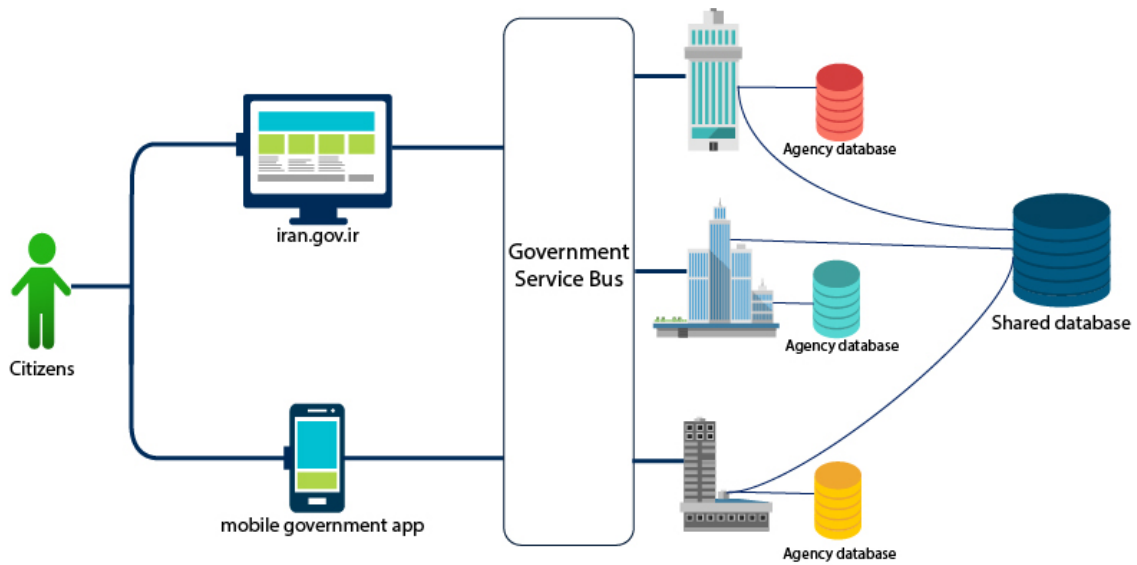 iran.gov.ir
Citizens
mobile government app
Government
Service Bus
Agency database
Agency database
Agency database
Shared database